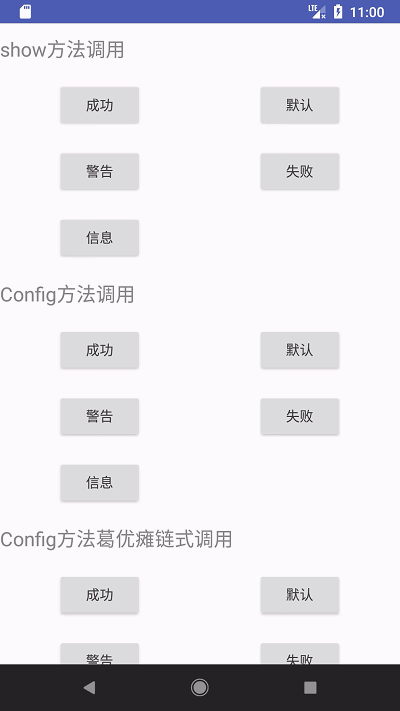 LTE 11:00
show方法调用
成功 默认
警告 失败
信息
Config方法调用
成功 默认
警告 失败
信息
Config方法葛优瘫链式调用
成功 默认
警告 失败